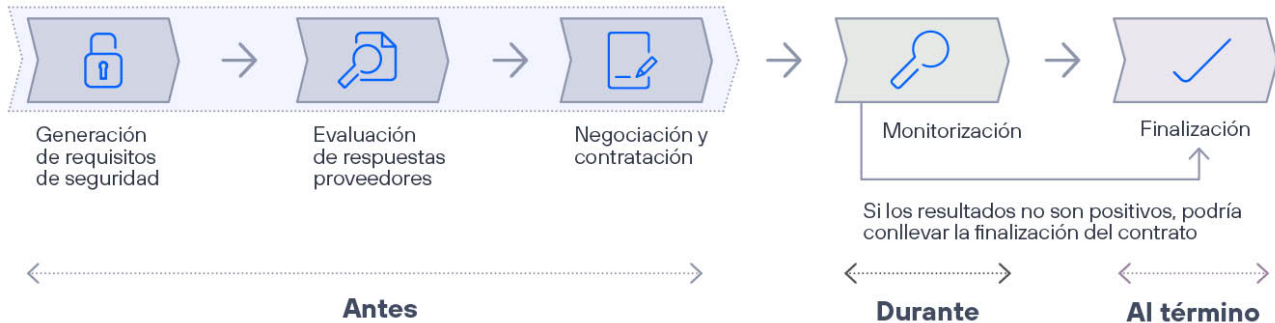 Generación
de requisitos
de seguridad
Evaluación
de respuestas
proveedores
Negociación y
contratación
Monitorización
Finalización
Si los resultados no son positivos, podría
conllevar la finalización del contrato
Antes
Durante
Al término